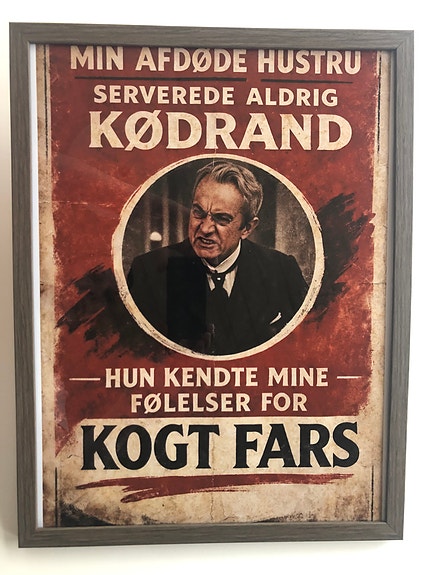 MIN AFDØDE HUSTRU
SERVEREDE ALDRIG
KØDRAND
HUN KENDTE MINE
FØLELSER FOR
KOGT FARS